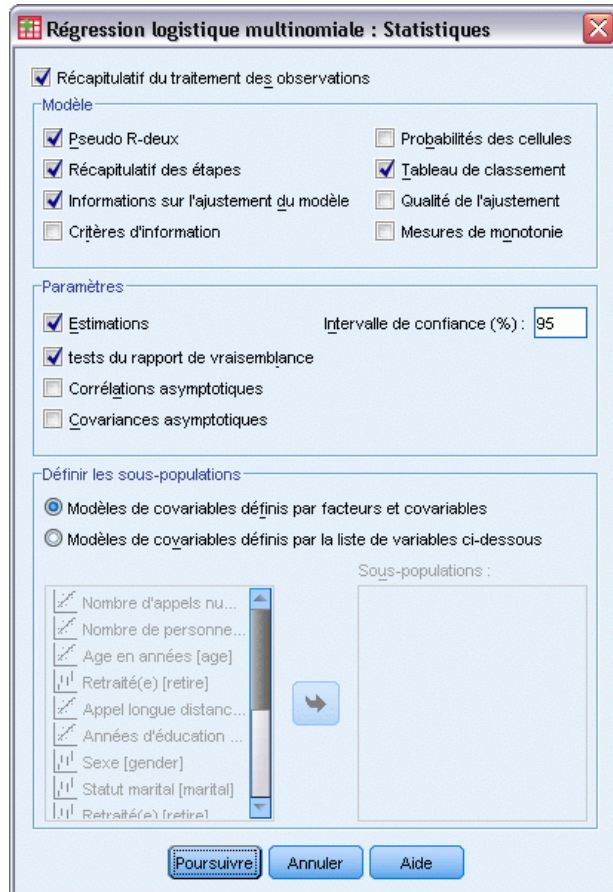 Régression logistique multinomiale : Statistiques
Récapitulatif du traitement des observations
Modèle
Pseudo R-deux
Probabilités des cellules
Récapitulatif des étapes
Tableau de classement
Informations sur l'ajustement du modèle
Qualité de l'ajustement
Critères d'information
Mesures de monotonie
Paramètres
Estimations
Intervalle de confiance (%) : 95
tests du rapport de vraisemblance
Corrélations asymptotiques
Covariances asymptotiques
Définir les sous-populations
Modèles de covariables définis par facteurs et covariables
Modèles de covariables définis par la liste de variables ci-dessous
Sous-populations :
Nombre d'appels nu...
Nombre de personne...
Age en années [age]
Retraité(e) [retire]
Appel longue distanc...
Années d'éducation ...
Sexe [gender]
Statut marital [marital]
Retraité(e) [retire]
Poursuivre
Annuler
Aide